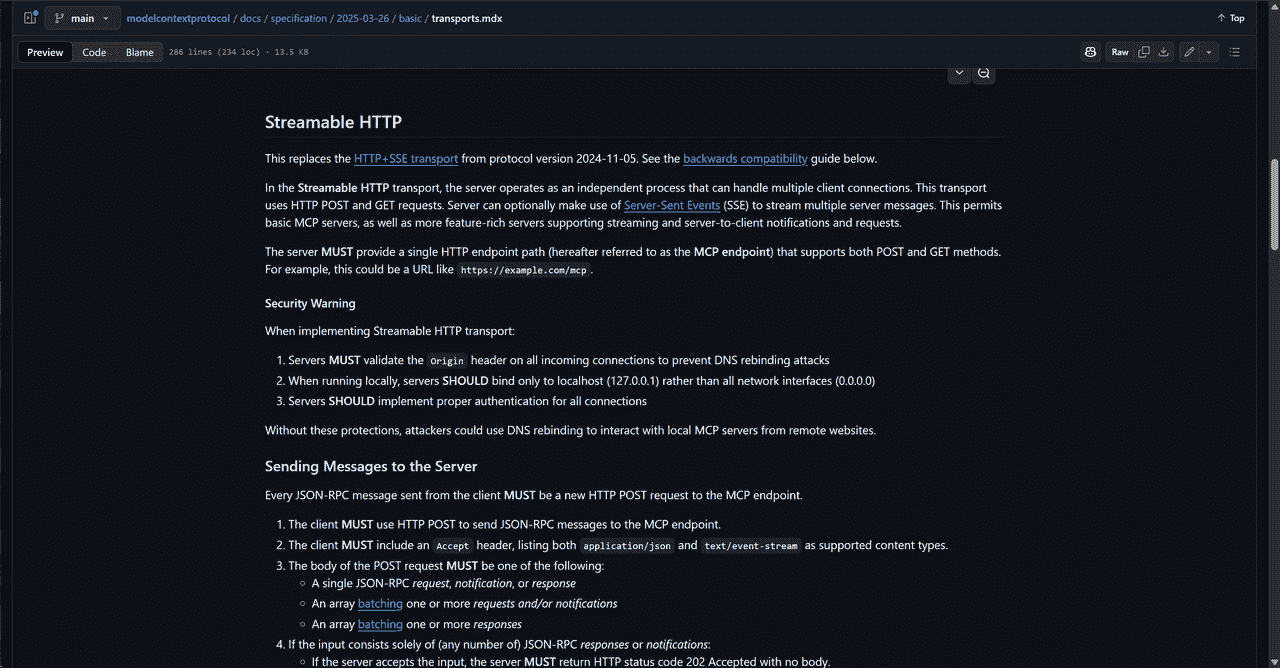 main
modelcontextprotocol / docs / specification / 2025-03-26 / basic / transports.mdx
Top
Preview Code Blame 286 lines (234 loc) · 13.5 KB
Raw
Streamable HTTP
This replaces the HTTP+SSE transport from protocol version 2024-11-05. See the backwards compatibility guide below.
In the Streamable HTTP transport, the server operates as an independent process that can handle multiple client connections. This transport
uses HTTP POST and GET requests. Server can optionally make use of Server-Sent Events (SSE) to stream multiple server messages. This permits
basic MCP servers, as well as more feature-rich servers supporting streaming and server-to-client notifications and requests.
The server MUST provide a single HTTP endpoint path (hereafter referred to as the MCP endpoint) that supports both POST and GET methods.
For example, this could be a URL like https://example.com/mcp.
Security Warning
When implementing Streamable HTTP transport:
1. Servers MUST validate the Origin header on all incoming connections to prevent DNS rebinding attacks
2. When running locally, servers SHOULD bind only to localhost (127.0.0.1) rather than all network interfaces (0.0.0.0)
3. Servers SHOULD implement proper authentication for all connections
Without these protections, attackers could use DNS rebinding to interact with local MCP servers from remote websites.
Sending Messages to the Server
Every JSON-RPC message sent from the client MUST be a new HTTP POST request to the MCP endpoint.
1. The client MUST use HTTP POST to send JSON-RPC messages to the MCP endpoint.
2. The client MUST include an Accept header, listing both application/json and text/event-stream as supported content types.
3. The body of the POST request MUST be one of the following:
○ A single JSON-RPC request, notification, or response
○ An array batching one or more requests and/or notifications
○ An array batching one or more responses
4. If the input consists solely of (any number of) JSON-RPC responses or notifications:
○ If the server accepts the input, the server MUST return HTTP status code 202 Accepted with no body.